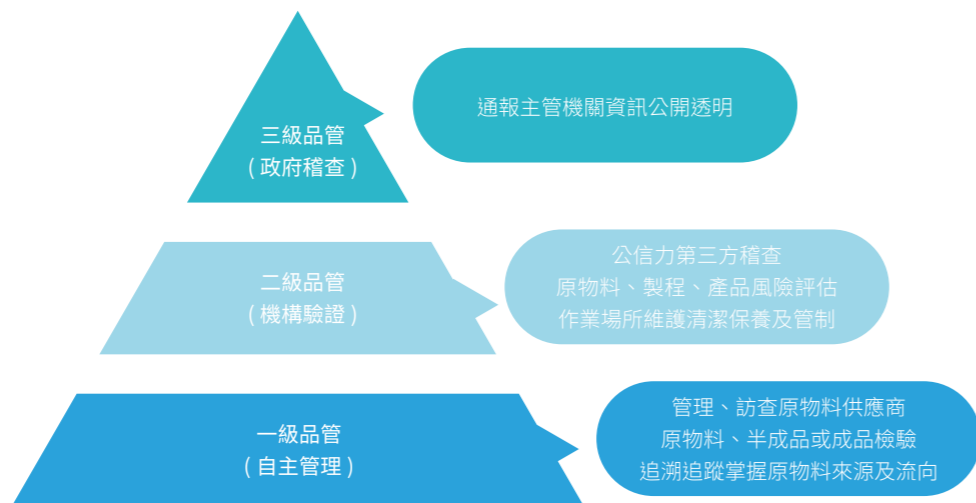 三級品管
( 政府稽查 )
通報主管機關資訊公開透明
二級品管
( 機構驗證 )
公信力第三方稽查
原物料、製程、產品風險評估
作業場所維護清潔保養及管制
一級品管
( 自主管理 )
管理、訪查原物料供應商
原物料、半成品或成品檢驗
追溯追蹤掌握原物料來源及流向